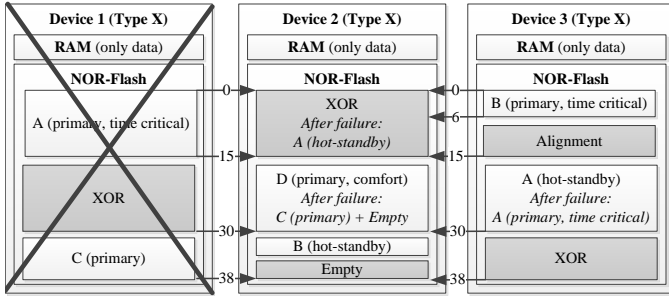 Device 1 (Type X)
RAM (only data)
NOR-Flash
A (primary, time critical)
XOR
C (primary)
0
15
30
38
Device 2 (Type X)
RAM (only data)
NOR-Flash
XOR
After failure:
A (hot-standby)
D (primary, comfort)
After failure:
C (primary) + Empty
B (hot-standby)
Empty
0
6
15
30
38
Device 3 (Type X)
RAM (only data)
NOR-Flash
B (primary, time critical)
Alignment
A (hot-standby)
After failure:
A (primary, time critical)
XOR